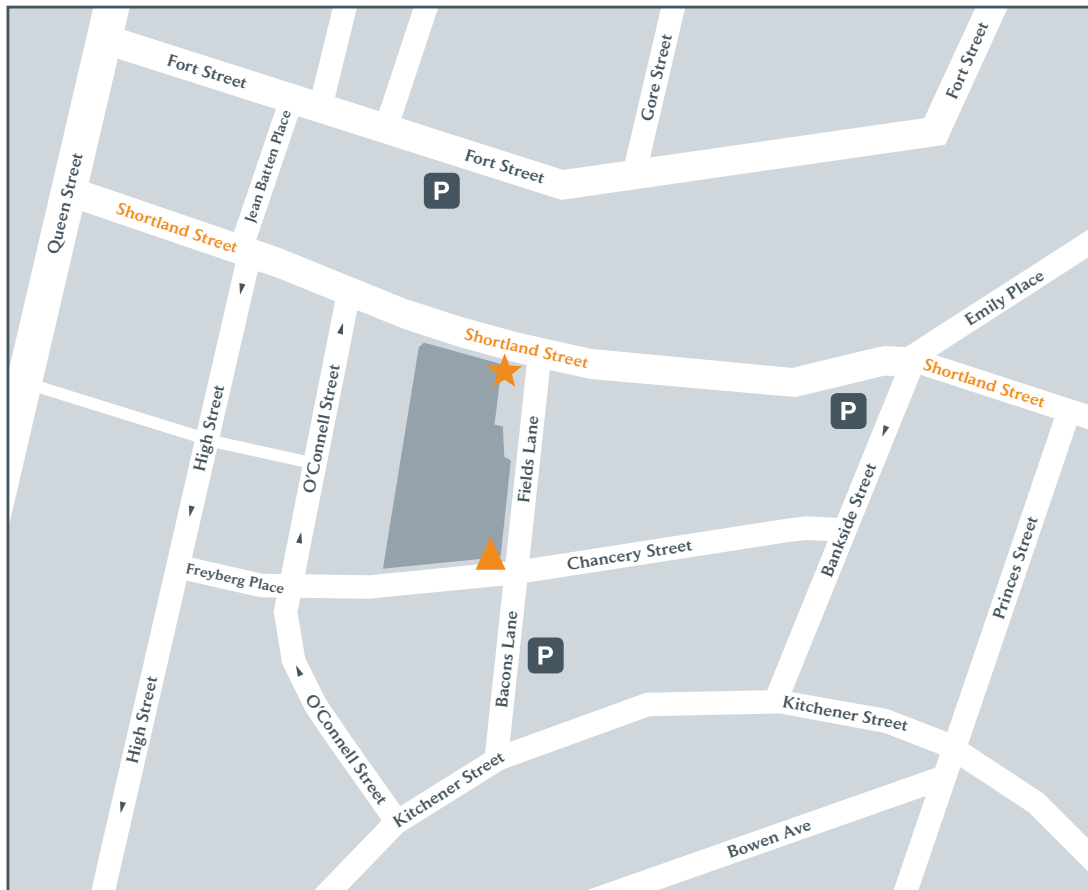 Fort Street
Gore Street
Fort Street
Jean Batten Place
Fort Street
P
Queen Street
Shortland Street
Emily Place
Shortland Street
Shortland Street
P
High Street
O'Connell Street
Fields Lane
Bankside Street
Princes Street
Chancery Street
Freyberg Place
Bacons Lane
P
High Street
O'Connell Street
Kitchener Street
Kitchener Street
Bowen Ave